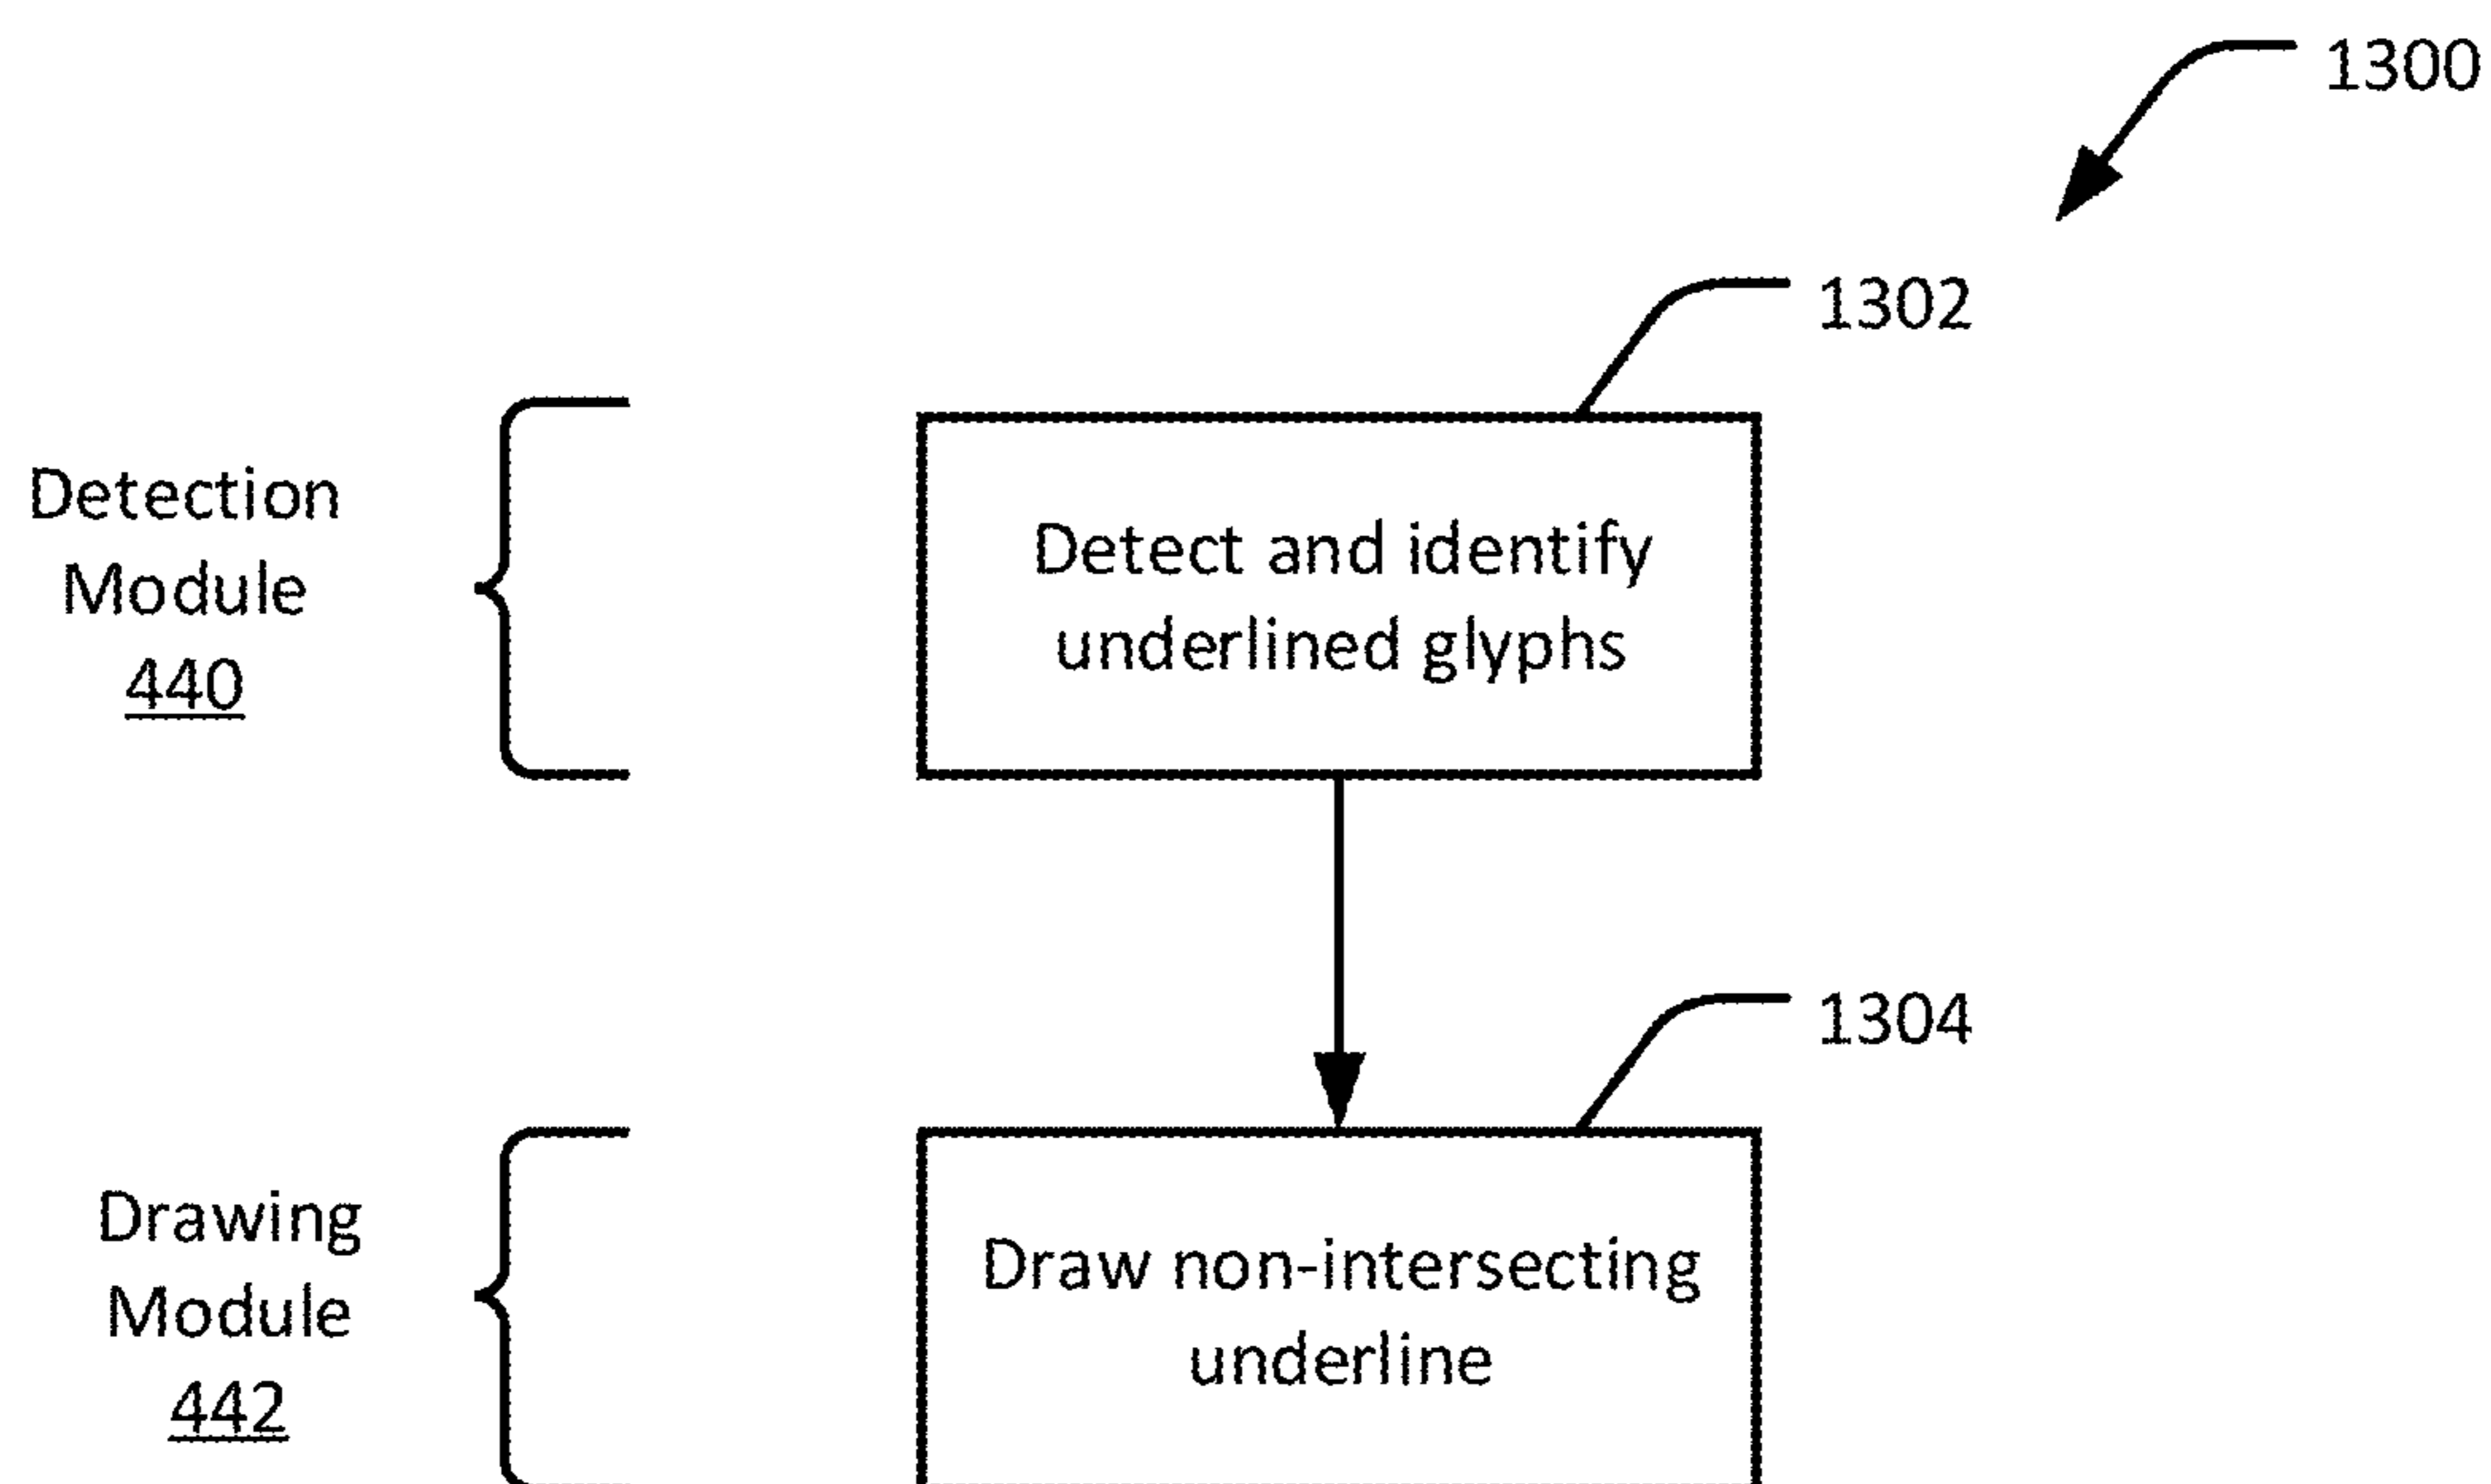 1300
1302
Detection
Module
440
Detect and identify
underlined glyphs
1304
Drawing
Module
442
Draw non-intersecting
underline